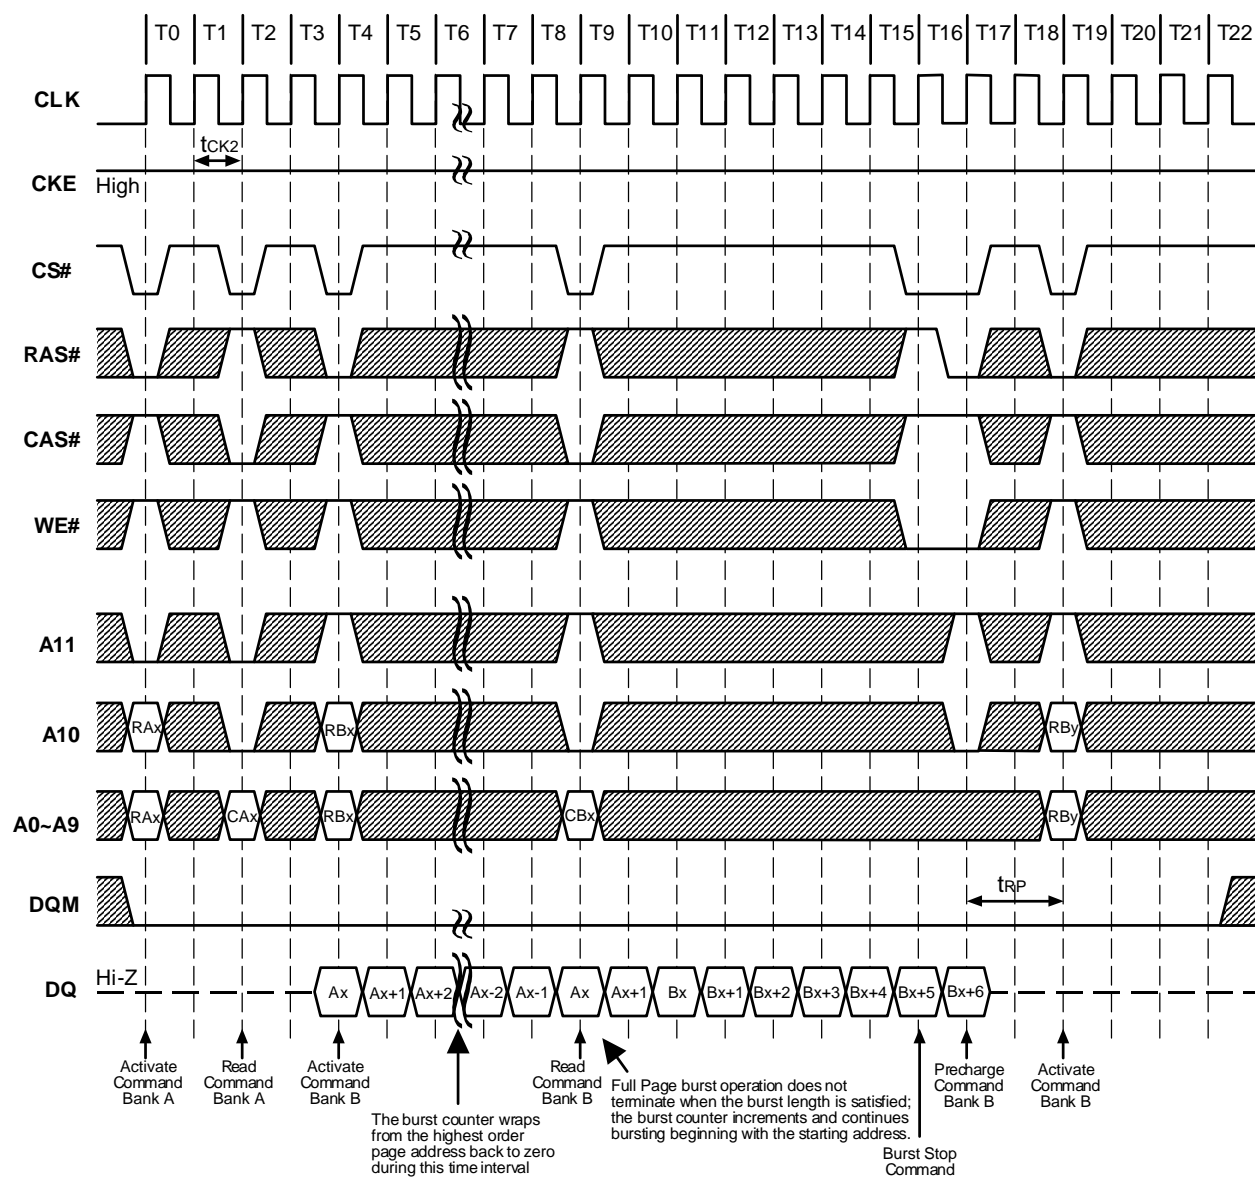 T0 T1 T2 T3 T4 T5 T6 T7 T8 T9 T10 T11 T12 T13 T14 T15 T16 T17 T18 T19 T20 T21 T22
CLK
tCK2
CKE High
CS#
RAS#
CAS#
WE#
A11
A10 RAx RBx RBy
A0~A9 RAx CAx RBx CBx RBy
tRP
DQM
Hi-Z
DQ Ax Ax+1 Ax+2 Ax-2 Ax-1 Ax Ax+1 Bx Bx+1 Bx+2 Bx+3 Bx+4 Bx+5 Bx+6
Activate
Command
Bank A
Read
Command
Bank A
Activate
Command
Bank B
The burst counter wraps
from the highest order
page address back to zero
during this time interval
Read
Command
Bank B
Full Page burst operation does not
terminate when the burst length is satisfied;
the burst counter increments and continues
bursting beginning with the starting address.
Burst Stop
Command
Precharge
Command
Bank B
Activate
Command
Bank B